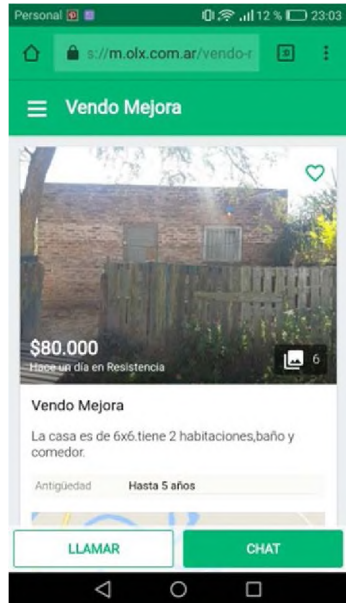 Personal 12 % 23:03
s://m.olx.com.ar/vendo-r
Vendo Mejora
$80.000
Hace un día en Resistencia
6
Vendo Mejora
La casa es de 6x6.tiene 2 habitaciones,baño y
comedor.
Antigüedad Hasta 5 años
LLAMAR CHAT